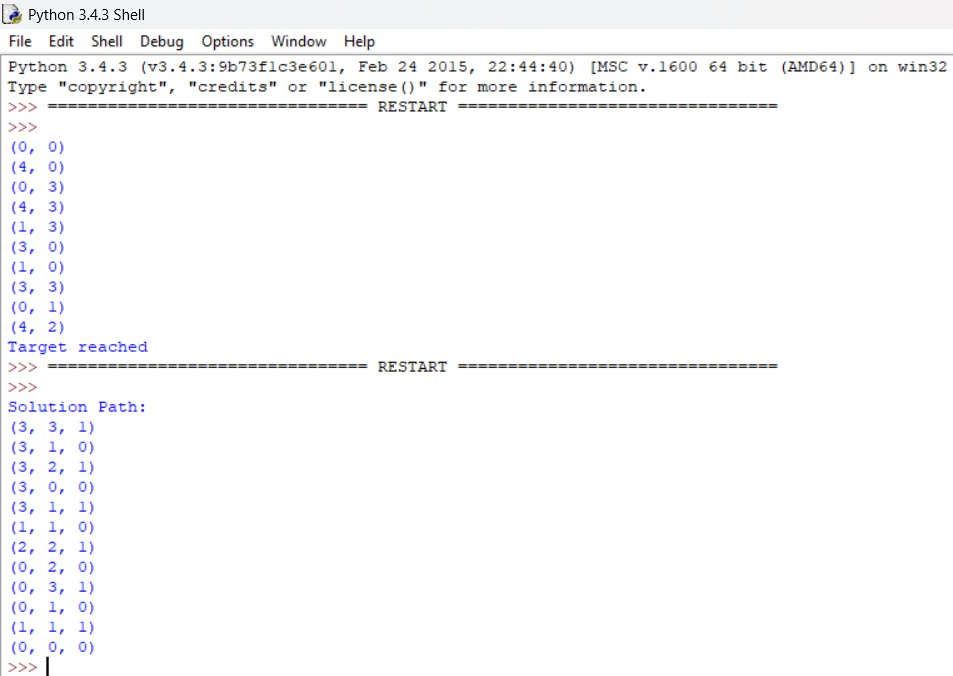 Python 3.4.3 Shell
File Edit Shell Debug Options Window Help
Python 3.4.3 (v3.4.3:9b73f1c3e601, Feb 24 2015, 22:44:40) [MSC v.1600 64 bit (AMD64)] on win32
Type "copyright", "credits" or "license()" for more information.
>>> ================================ RESTART ================================
>>>
(0, 0)
(4, 0)
(0, 3)
(4, 3)
(1, 3)
(3, 0)
(1, 0)
(3, 3)
(0, 1)
(4, 2)
Target reached
>>> ================================ RESTART ================================
>>>
Solution Path:
(3, 3, 1)
(3, 1, 0)
(3, 2, 1)
(3, 0, 0)
(3, 1, 1)
(1, 1, 0)
(2, 2, 1)
(0, 2, 0)
(0, 3, 1)
(0, 1, 0)
(1, 1, 1)
(0, 0, 0)
>>>